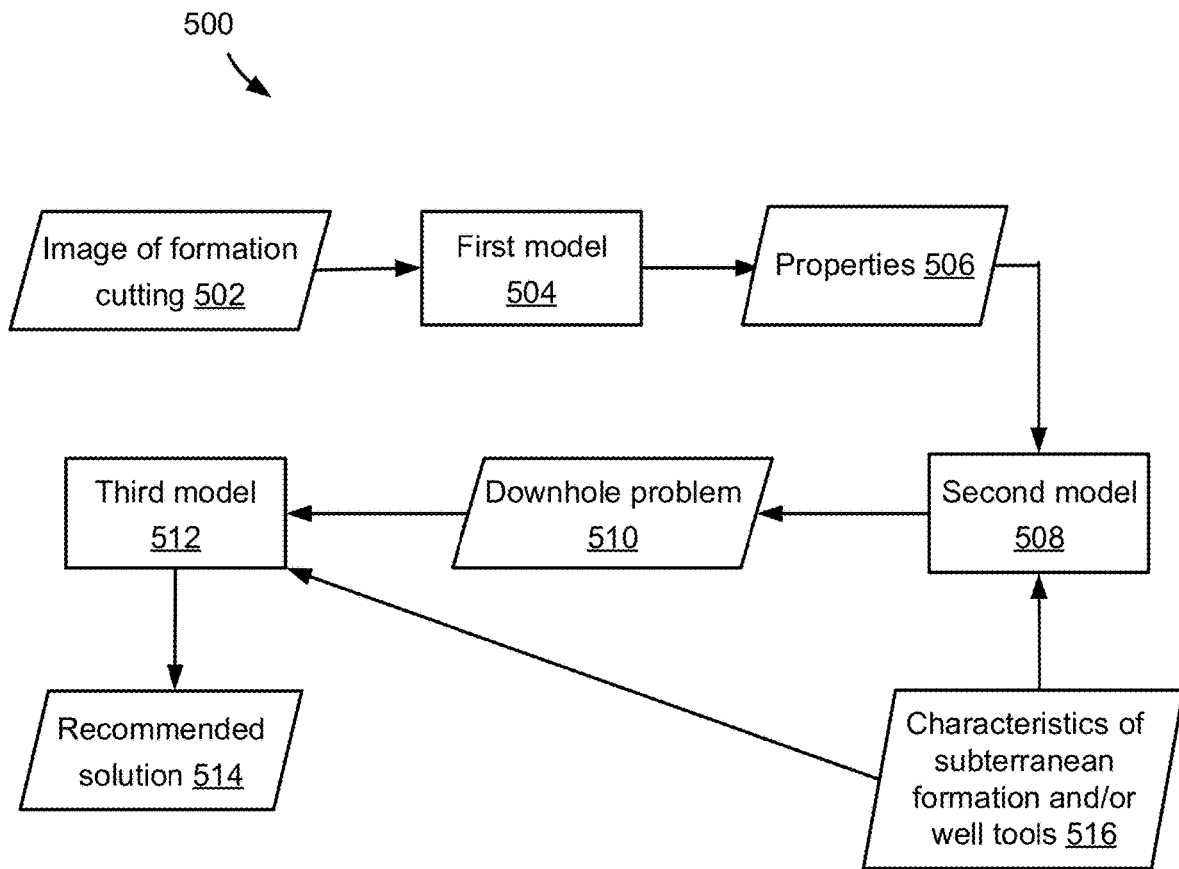 500
Image of formation
cutting 502
First model
504
Properties 506
Third model
512
Downhole problem
510
Second model
508
Recommended
solution 514
Characteristics of
subterranean
formation and/or
well tools 516